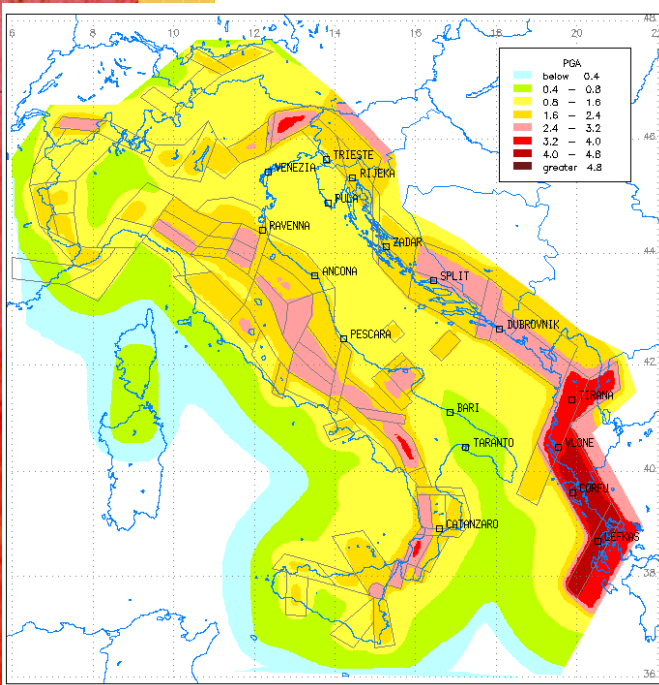 6 8 10 12 14 16 18 20 22
48
PGA
below 0.4
0.4 – 0.8
0.8 – 1.6
1.6 – 2.4
2.4 – 3.2
3.2 – 4.0
4.0 – 4.8
greater 4.8
46
TRIESTE
VENEZIA
RIJEKA
PULA
RAVENNA
ZADAR
44
ANCONA
SPLIT
DUBROVNIK
PESCARA
42
TIRANA
BARI
TARANTO
VLONE
40
CORFU
CATANZARO
LEFKAS
38
36